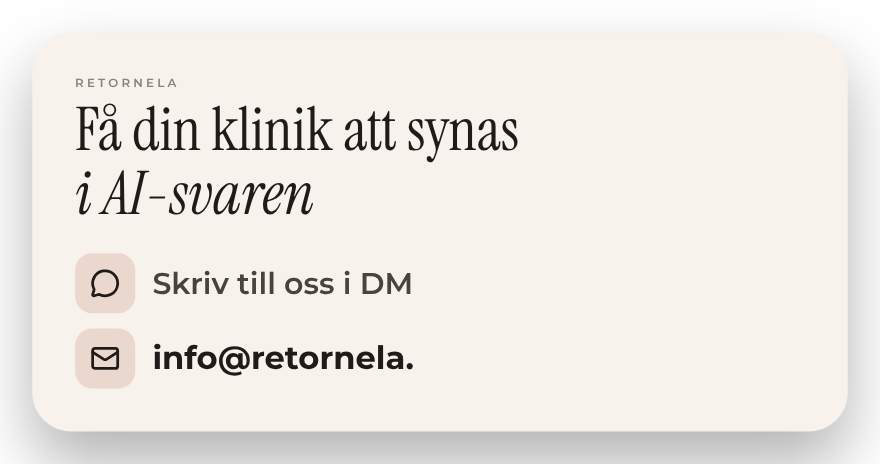 RETORNELA
Få din klinik att synas
i AI-svaren
Skriv till oss i DM
info@retornela.